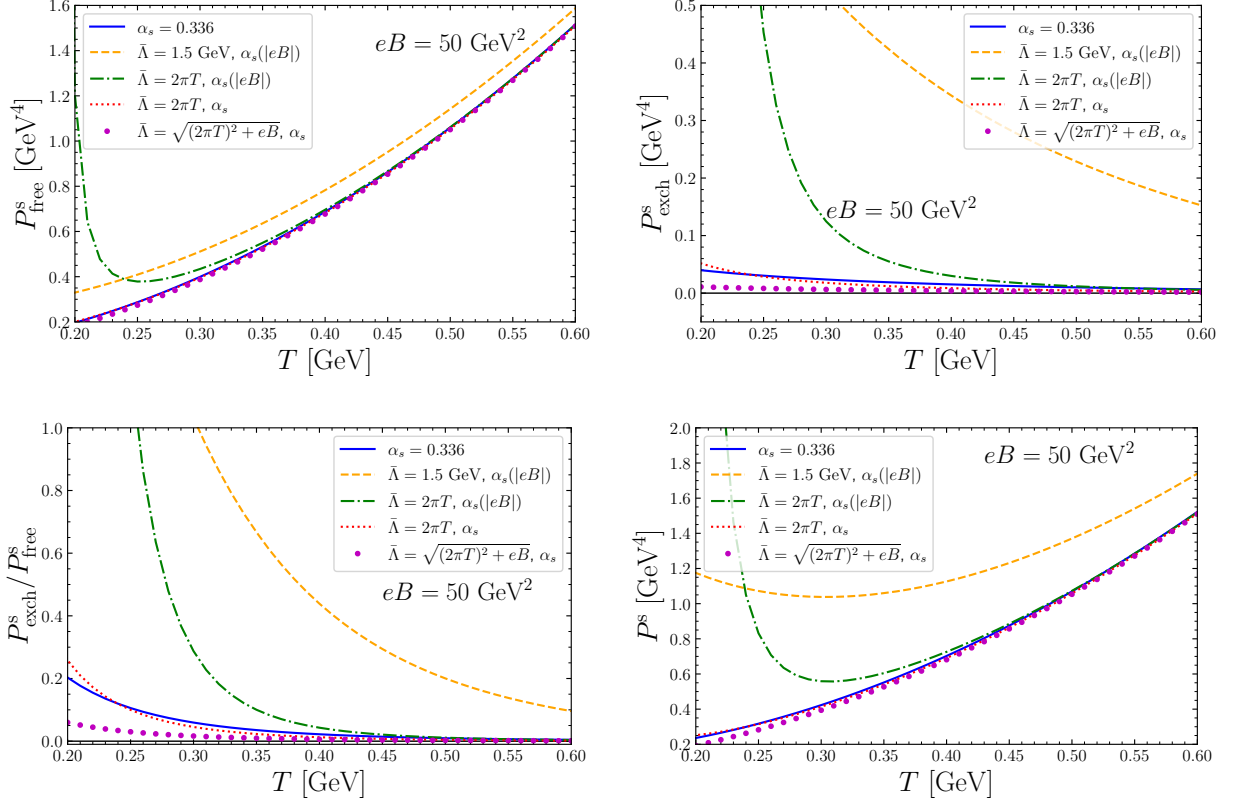 1.6
1.4
1.2
1.0
0.8
0.6
0.4
0.2
0.20 0.25 0.30 0.35 0.40 0.45 0.50 0.55 0.60
T [GeV]
P^s_free [GeV^4]
α_s = 0.336
Λ̄ = 1.5 GeV, α_s(|eB|)
Λ̄ = 2πT, α_s(|eB|)
Λ̄ = 2πT, α_s
Λ̄ = √((2πT)² + eB), α_s
eB = 50 GeV²
0.5
0.4
0.3
0.2
0.1
0.0
0.20 0.25 0.30 0.35 0.40 0.45 0.50 0.55 0.60
T [GeV]
P^s_exch [GeV^4]
α_s = 0.336
Λ̄ = 1.5 GeV, α_s(|eB|)
Λ̄ = 2πT, α_s(|eB|)
Λ̄ = 2πT, α_s
Λ̄ = √((2πT)² + eB), α_s
eB = 50 GeV²
1.0
0.8
0.6
0.4
0.2
0.0
0.20 0.25 0.30 0.35 0.40 0.45 0.50 0.55 0.60
T [GeV]
P^s_exch/P^s_free
α_s = 0.336
Λ̄ = 1.5 GeV, α_s(|eB|)
Λ̄ = 2πT, α_s(|eB|)
Λ̄ = 2πT, α_s
Λ̄ = √((2πT)² + eB), α_s
eB = 50 GeV²
2.0
1.8
1.6
1.4
1.2
1.0
0.8
0.6
0.4
0.2
0.20 0.25 0.30 0.35 0.40 0.45 0.50 0.55 0.60
T [GeV]
P^s [GeV^4]
α_s = 0.336
Λ̄ = 1.5 GeV, α_s(|eB|)
Λ̄ = 2πT, α_s(|eB|)
Λ̄ = 2πT, α_s
Λ̄ = √((2πT)² + eB), α_s
eB = 50 GeV²